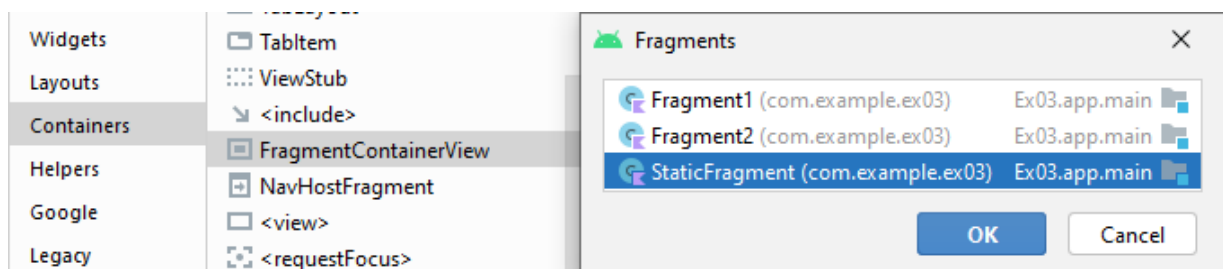 Widgets
Layouts
Containers
Helpers
Google
Legacy
TabItem
ViewStub
<include>
FragmentContainerView
NavHostFragment
<view>
<requestFocus>
Fragments
Fragment1 (com.example.ex03) Ex03.app.main
Fragment2 (com.example.ex03) Ex03.app.main
StaticFragment (com.example.ex03) Ex03.app.main
OK Cancel